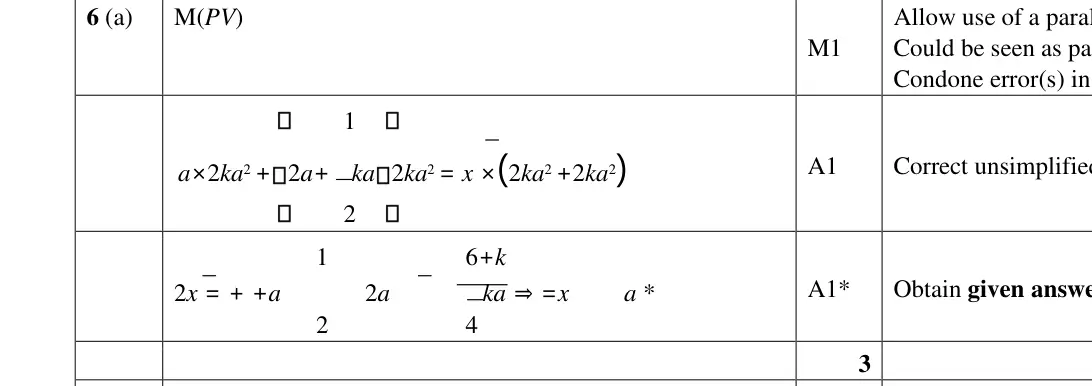 6 (a) M(PV) M1 Allow use of a paral
Could be seen as pa
Condone error(s) in
▯ 1 ▯
a×2ka² +▯2a+ —ka▯2ka² = x̄ ×(2ka² +2ka²) A1 Correct unsimplified
▯ 2 ▯
1 6+k
2x̄ = + +a 2a ka ⇒ =x̄ a * A1* Obtain given answe
2 4
3